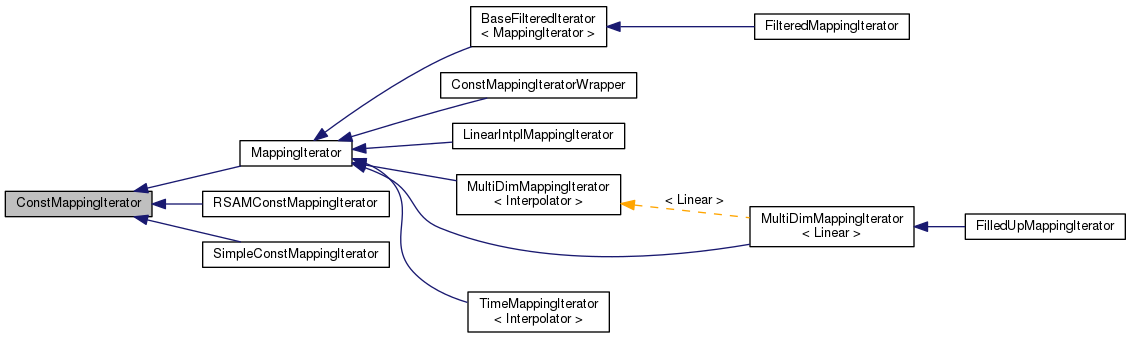 BaseFilteredIterator
< MappingIterator >
FilteredMappingIterator
ConstMappingIteratorWrapper
LinearIntplMappingIterator
MappingIterator
MultiDimMappingIterator
< Interpolator >
ConstMappingIterator
RSAMConstMappingIterator
< Linear >
MultiDimMappingIterator
< Linear >
FilledUpMappingIterator
SimpleConstMappingIterator
TimeMappingIterator
< Interpolator >